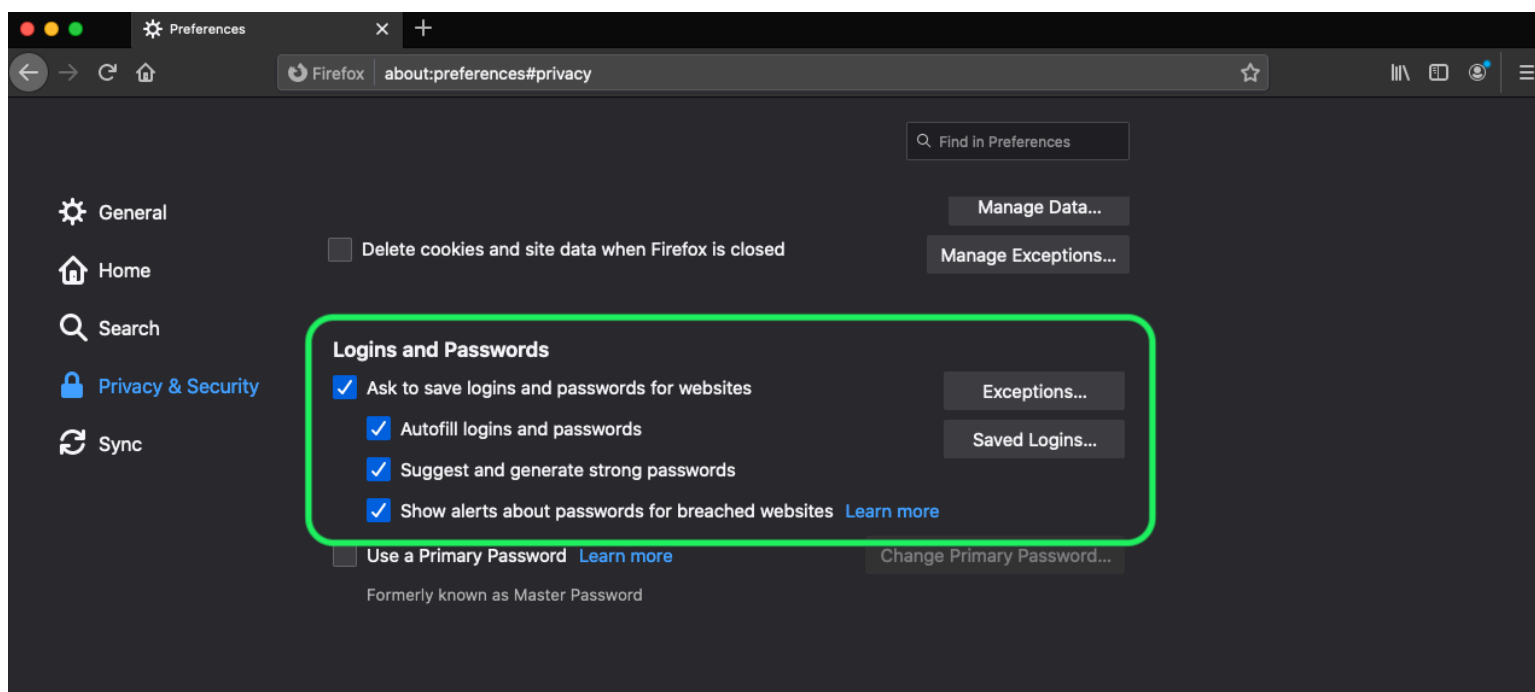 Preferences
Firefox about:preferences#privacy
Find in Preferences
General
Manage Data...
Delete cookies and site data when Firefox is closed
Manage Exceptions...
Home
Search
Logins and Passwords
Privacy & Security
Ask to save logins and passwords for websites
Exceptions...
Autofill logins and passwords
Saved Logins...
Sync
Suggest and generate strong passwords
Show alerts about passwords for breached websites Learn more
Use a Primary Password Learn more
Change Primary Password...
Formerly known as Master Password